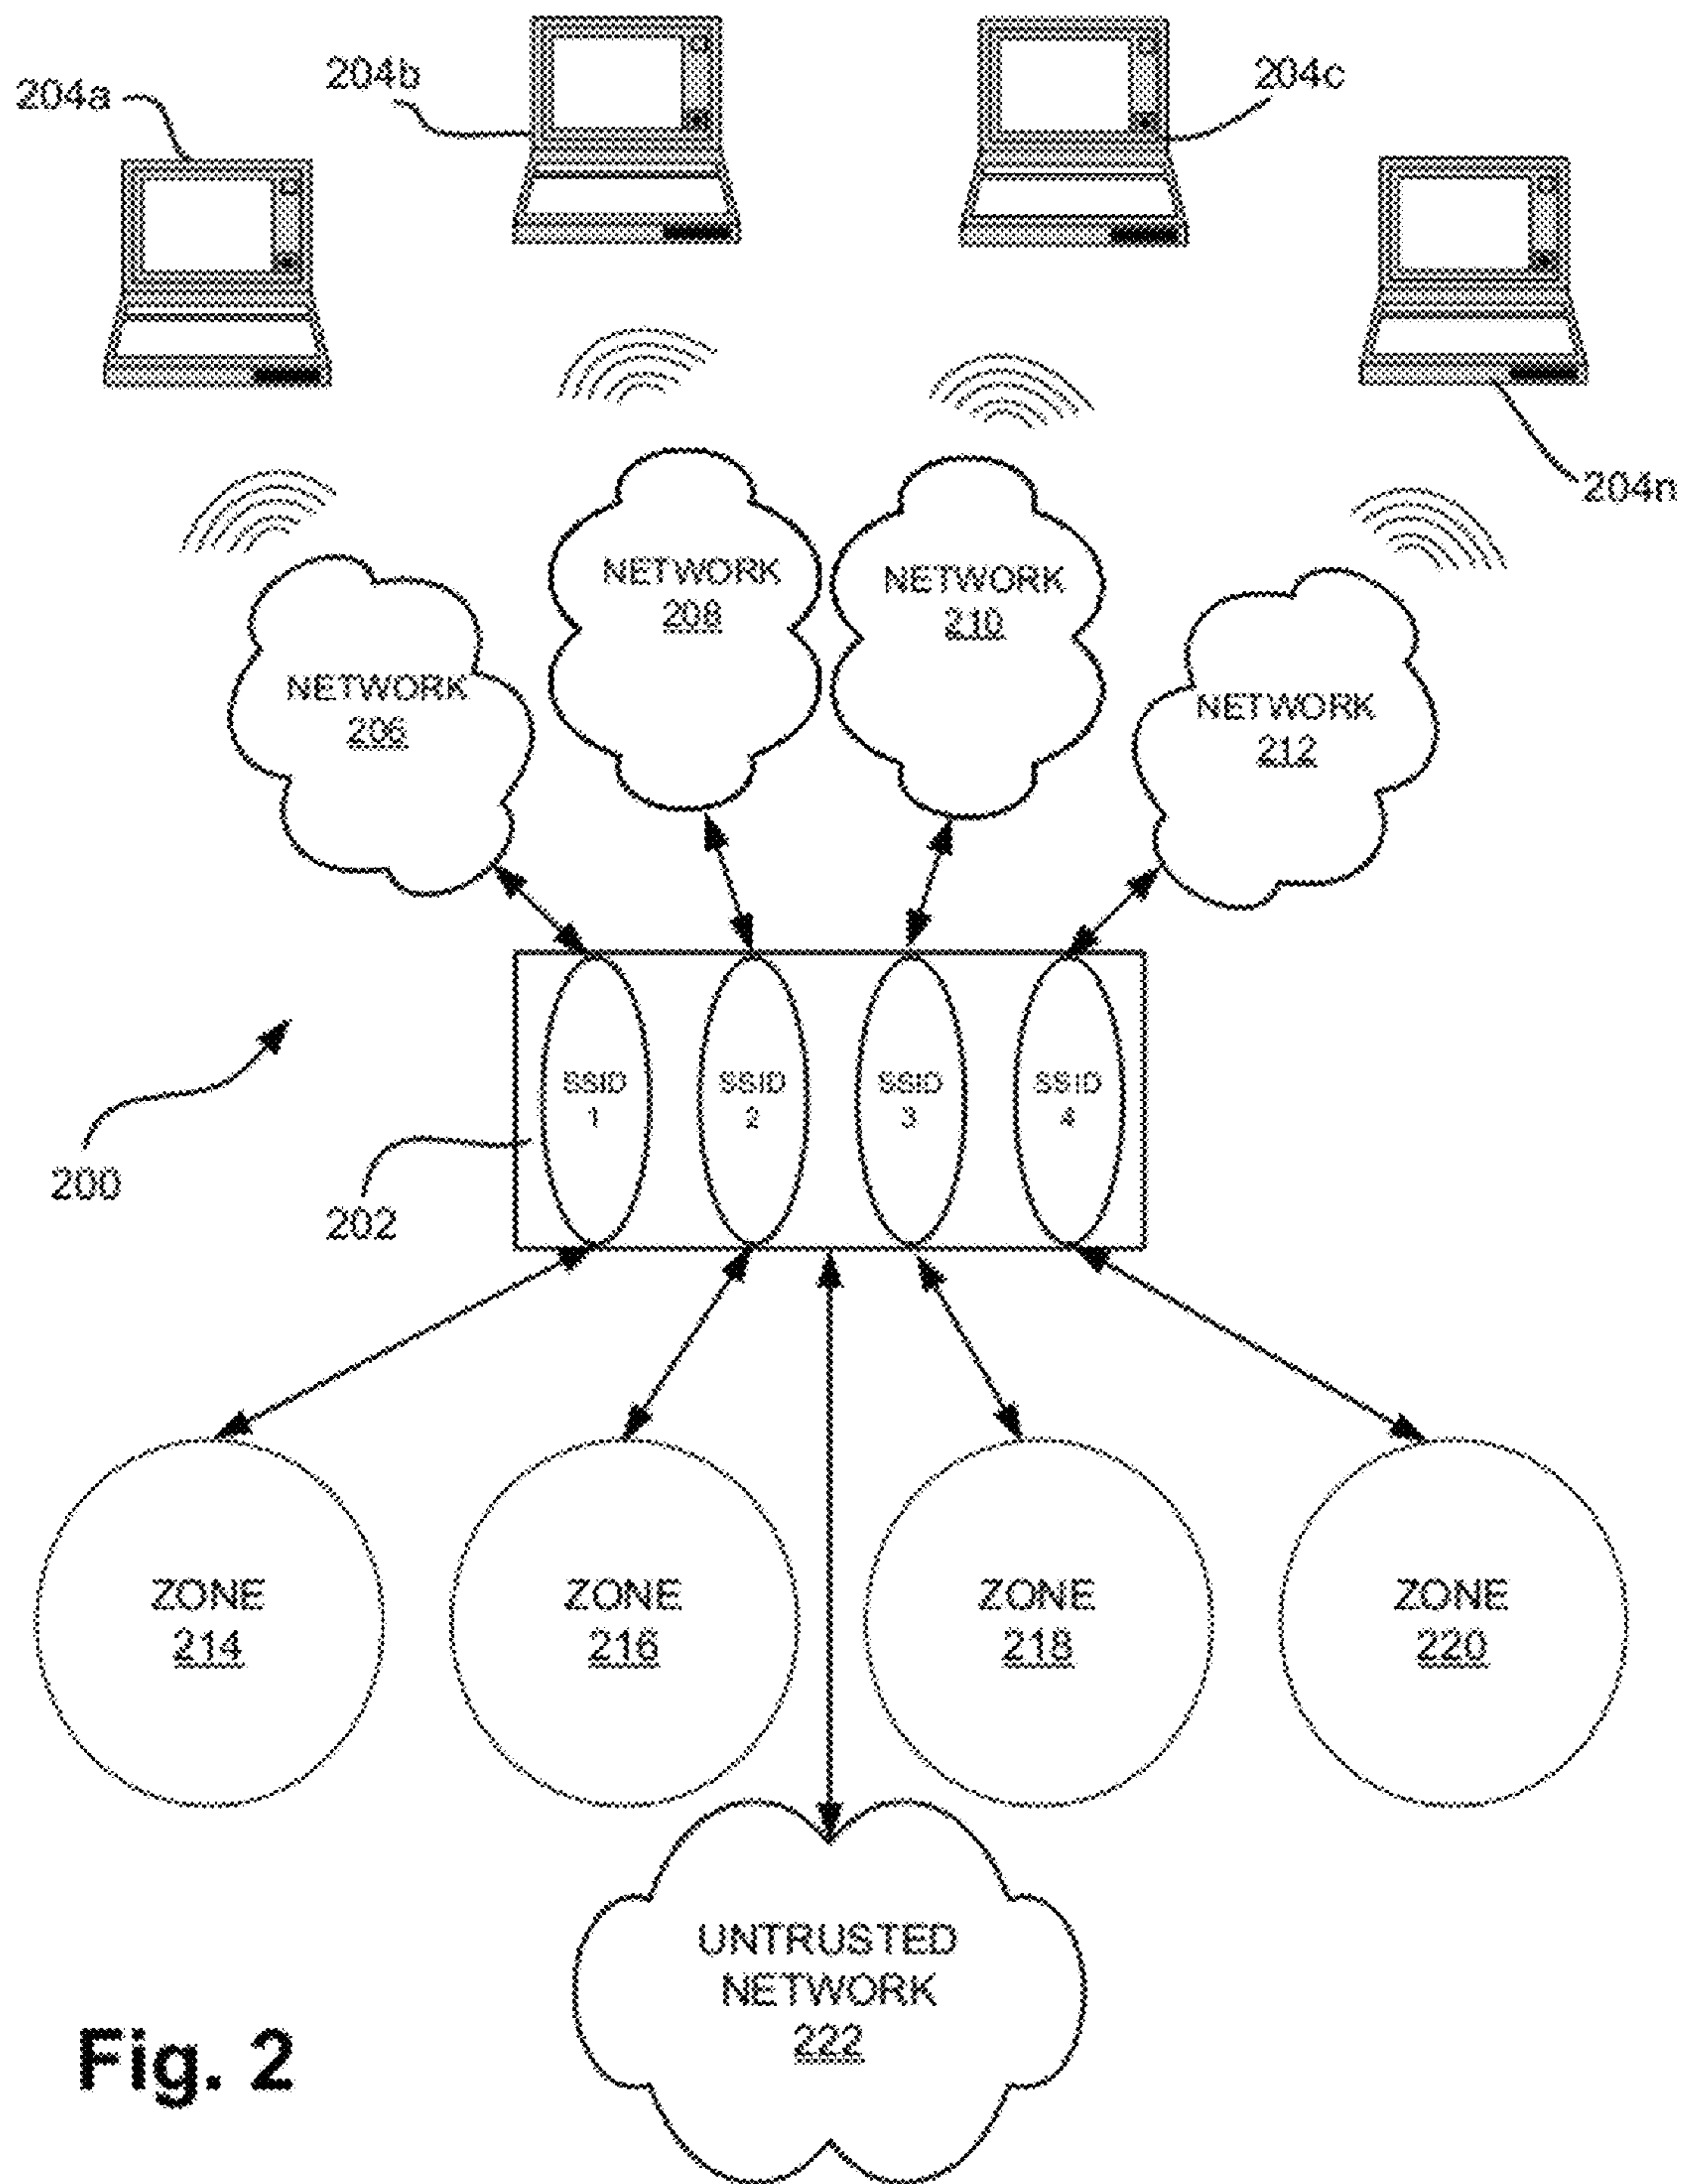 204a
204b
204c
204n
NETWORK
206
NETWORK
208
NETWORK
210
NETWORK
212
SSID
1
SSID
2
SSID
3
SSID
4
200
202
ZONE
214
ZONE
216
ZONE
218
ZONE
220
UNTRUSTED
NETWORK
222
Fig. 2